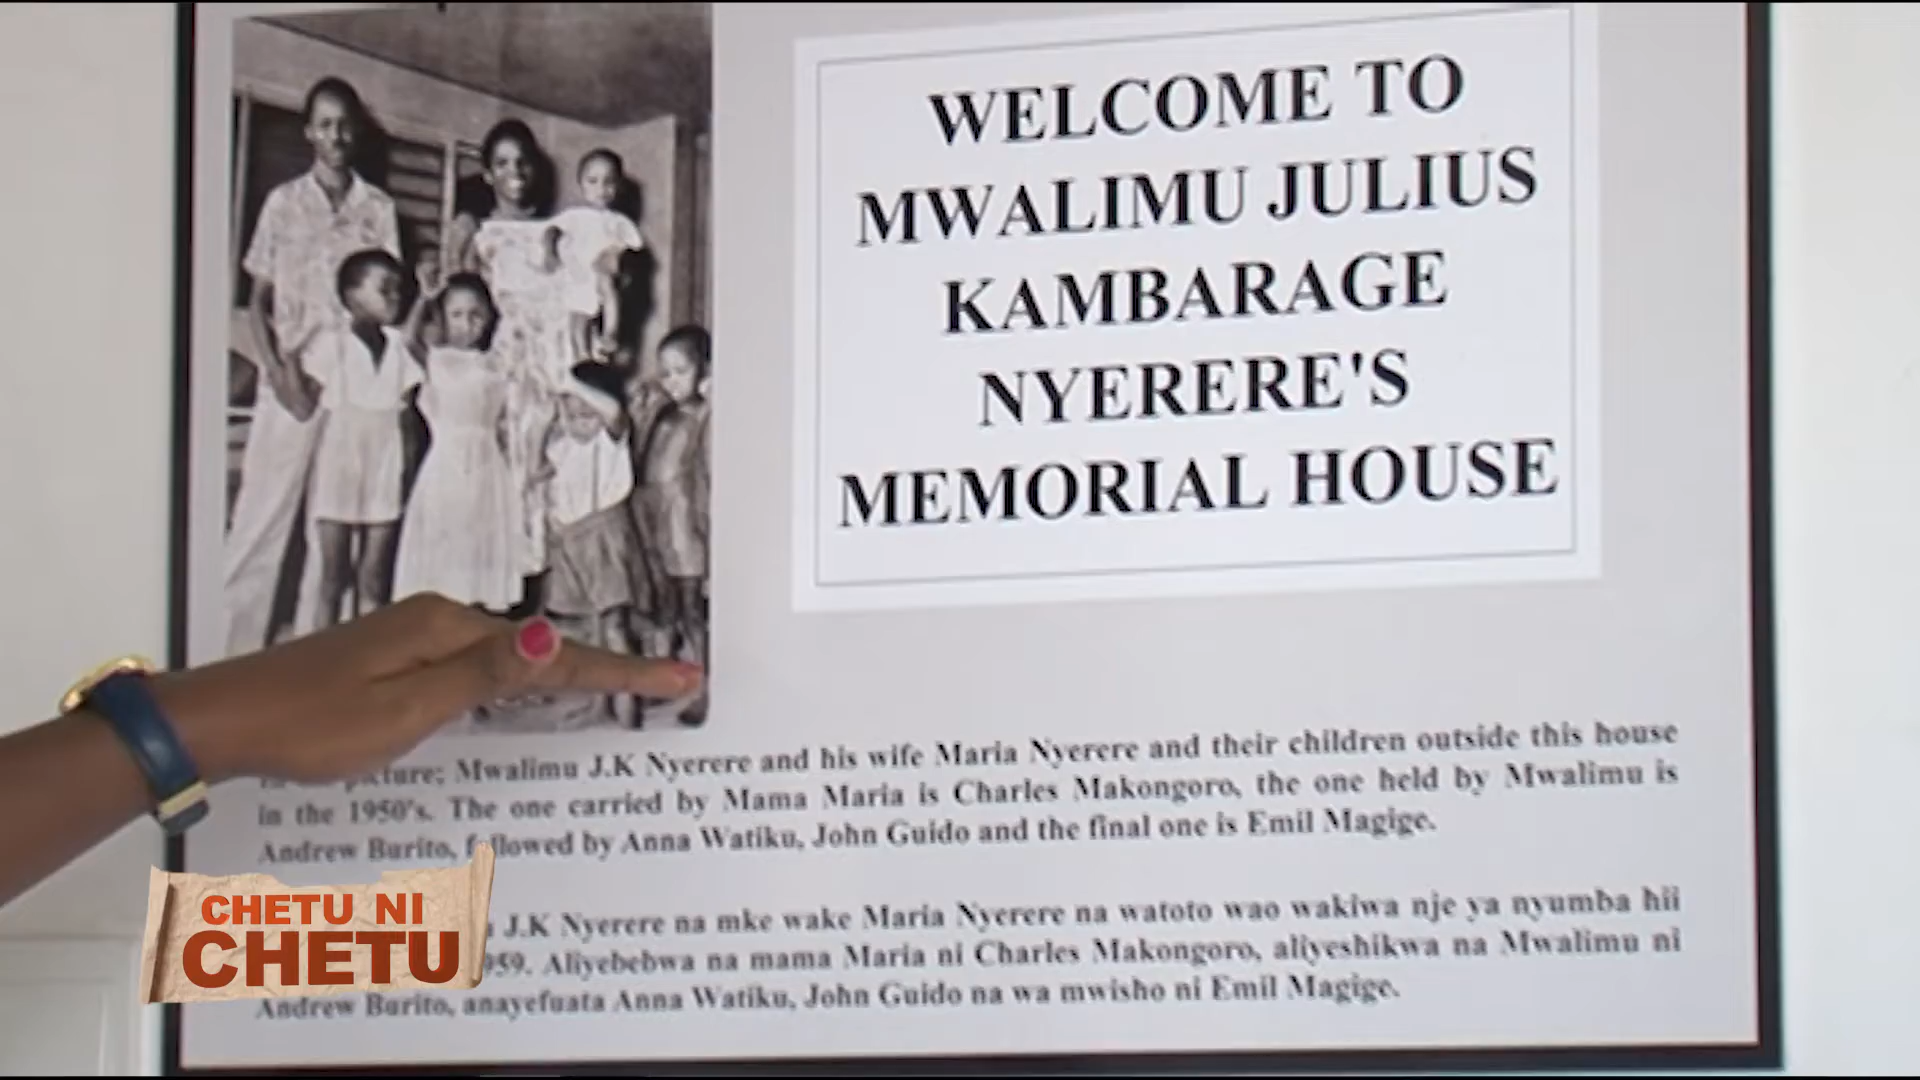 WELCOME TO
MWALIMU JULIUS
KAMBARAGE
NYERERE'S
MEMORIAL HOUSE
picture; Mwalimu J.K Nyerere and his wife Maria Nyerere and their children outside this house
in the 1950's. The one carried by Mama Maria is Charles Makongoro, the one held by Mwalimu is
Andrew Burito, followed by Anna Watiku, John Guido and the final one is Emil Magige.
J.K Nyerere na mke wake Maria Nyerere na watoto wao wakiwa nje ya nyumba hii
959. Aliyebebwa na mama Maria ni Charles Makongoro, aliyeshikwa na Mwalimu ni
Andrew Burito, anayefuata Anna Watiku, John Guido na wa mwisho ni Emil Magige.
CHETU NI
CHETU